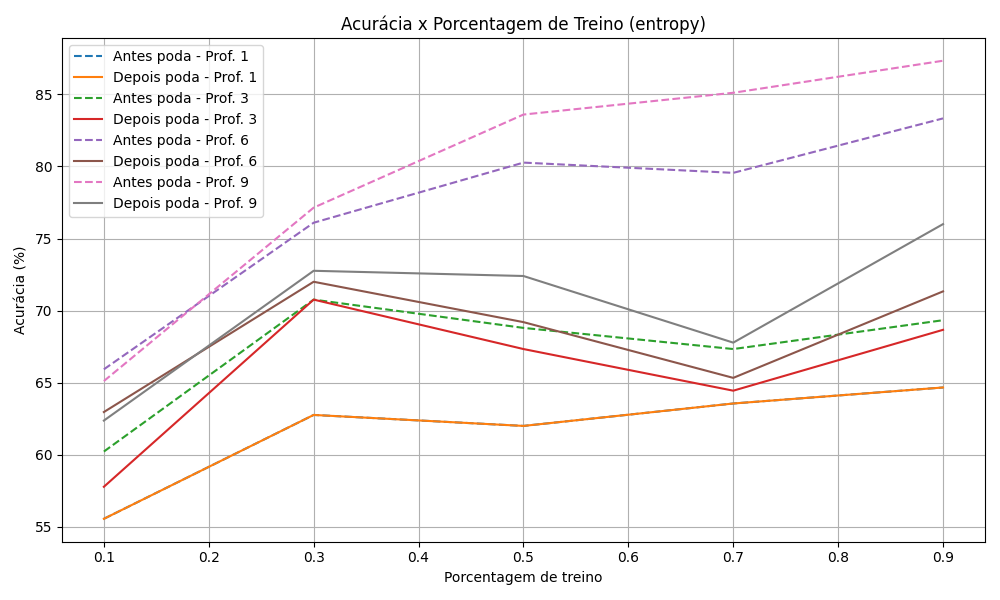 Acurácia x Porcentagem de Treino (entropy)
Antes poda - Prof. 1
Depois poda - Prof. 1
Antes poda - Prof. 3
Depois poda - Prof. 3
Antes poda - Prof. 6
Depois poda - Prof. 6
Antes poda - Prof. 9
Depois poda - Prof. 9
Acurácia (%)
85
80
75
70
65
60
55
0.1 0.2 0.3 0.4 0.5 0.6 0.7 0.8 0.9
Porcentagem de treino